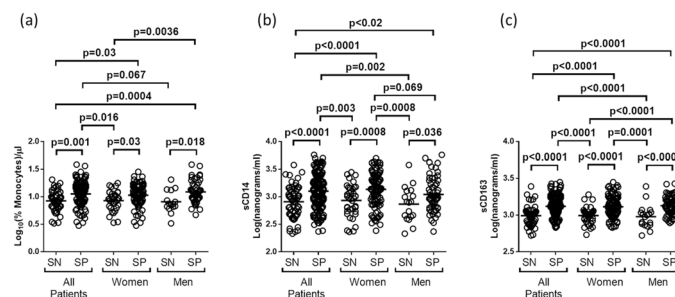 (a)
p=0.0036
p=0.03
p=0.067
p=0.0004
p=0.016
p=0.001
p=0.03
p=0.018
Log10(% Monocytes)/µl
2.0
1.5
1.0
0.5
0.0
SN SP SN SP SN SP
All Women Men
Patients
(b)
p<0.02
p<0.0001
p=0.002
p=0.069
p=0.003 p=0.0008
p<0.0001 p=0.0008 p=0.036
sCD14
Log(nanograms/ml)
4.0
3.5
3.0
2.5
2.0
SN SP SN SP SN SP
All Women Men
Patients
(c)
p<0.0001
p<0.0001
p<0.0001
p<0.0001
p<0.0001 p=0.0001
p<0.0001 p<0.0001
sCD163
Log(nanograms/ml)
4.0
3.5
3.0
2.5
SN SP SN SP SN SP
All Women Men
Patients